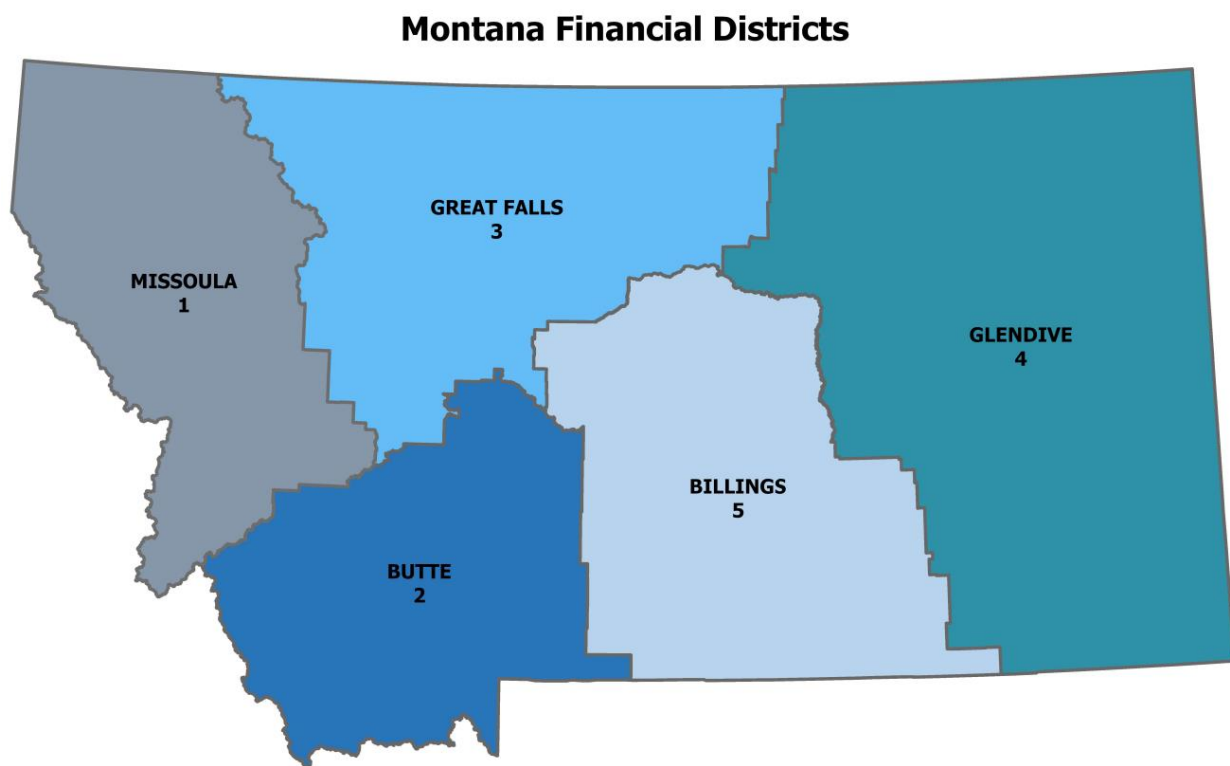 Montana Financial Districts
GREAT FALLS
3
MISSOULA
1
GLENDIVE
4
BILLINGS
5
BUTTE
2